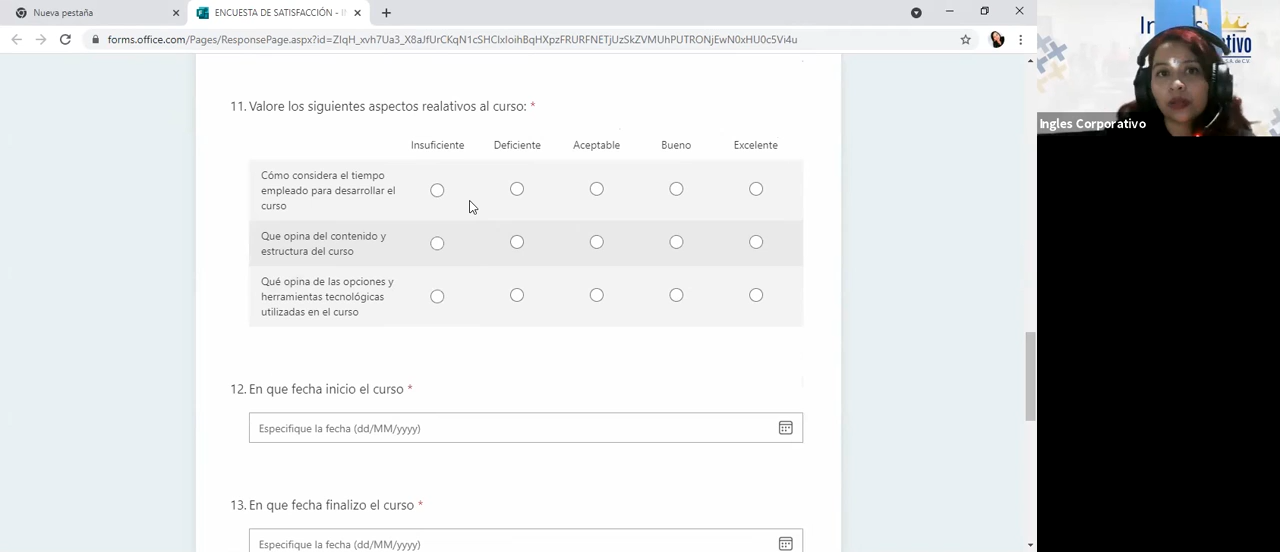 Nueva pestaña
ENCUESTA DE SATISFACCIÓN - I
forms.office.com/Pages/ResponsePage.aspx?id=
11. Valore los siguientes aspectos realativos al curso: *
Insuficiente Deficiente Aceptable Bueno Excelente
Cómo considera el tiempo
empleado para desarrollar el
curso
Que opina del contenido y
estructura del curso
Qué opina de las opciones y
herramientas tecnológicas
utilizadas en el curso
12. En que fecha inicio el curso *
Especifique la fecha (dd/MM/yyyy)
13. En que fecha finalizo el curso *
Especifique la fecha (dd/MM/yyyy)
Ingles Corporativo
S.A. de C.V.